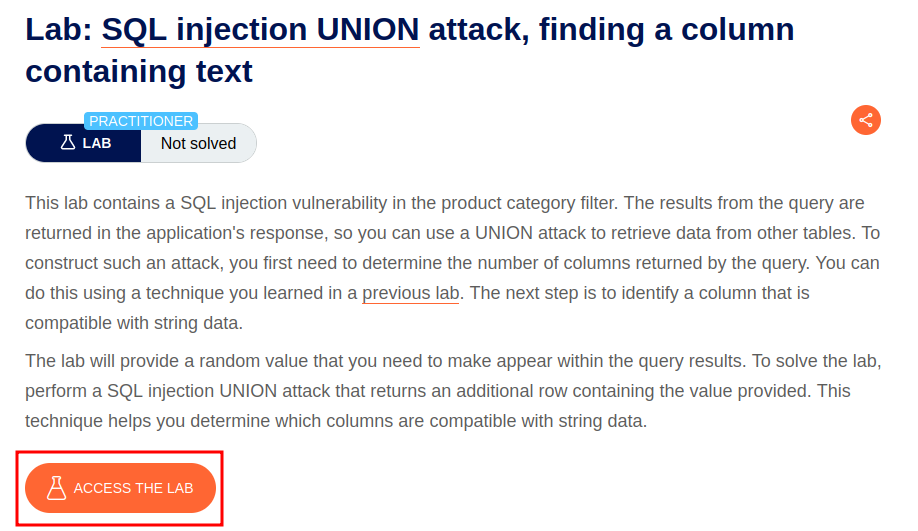 Lab: SQL injection UNION attack, finding a column
containing text
PRACTITIONER
LAB
Not solved
This lab contains a SQL injection vulnerability in the product category filter. The results from the query are
returned in the application's response, so you can use a UNION attack to retrieve data from other tables. To
construct such an attack, you first need to determine the number of columns returned by the query. You can
do this using a technique you learned in a previous lab. The next step is to identify a column that is
compatible with string data.
The lab will provide a random value that you need to make appear within the query results. To solve the lab,
perform a SQL injection UNION attack that returns an additional row containing the value provided. This
technique helps you determine which columns are compatible with string data.
ACCESS THE LAB